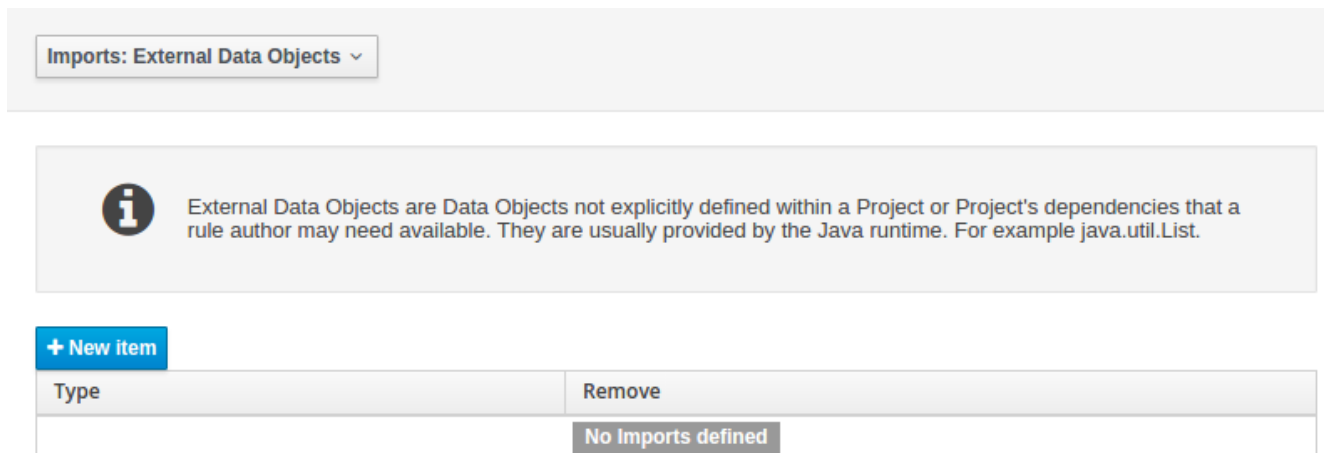 Imports: External Data Objects
External Data Objects are Data Objects not explicitly defined within a Project or Project's dependencies that a
rule author may need available. They are usually provided by the Java runtime. For example java.util.List.
+ New item
Type Remove
No Imports defined